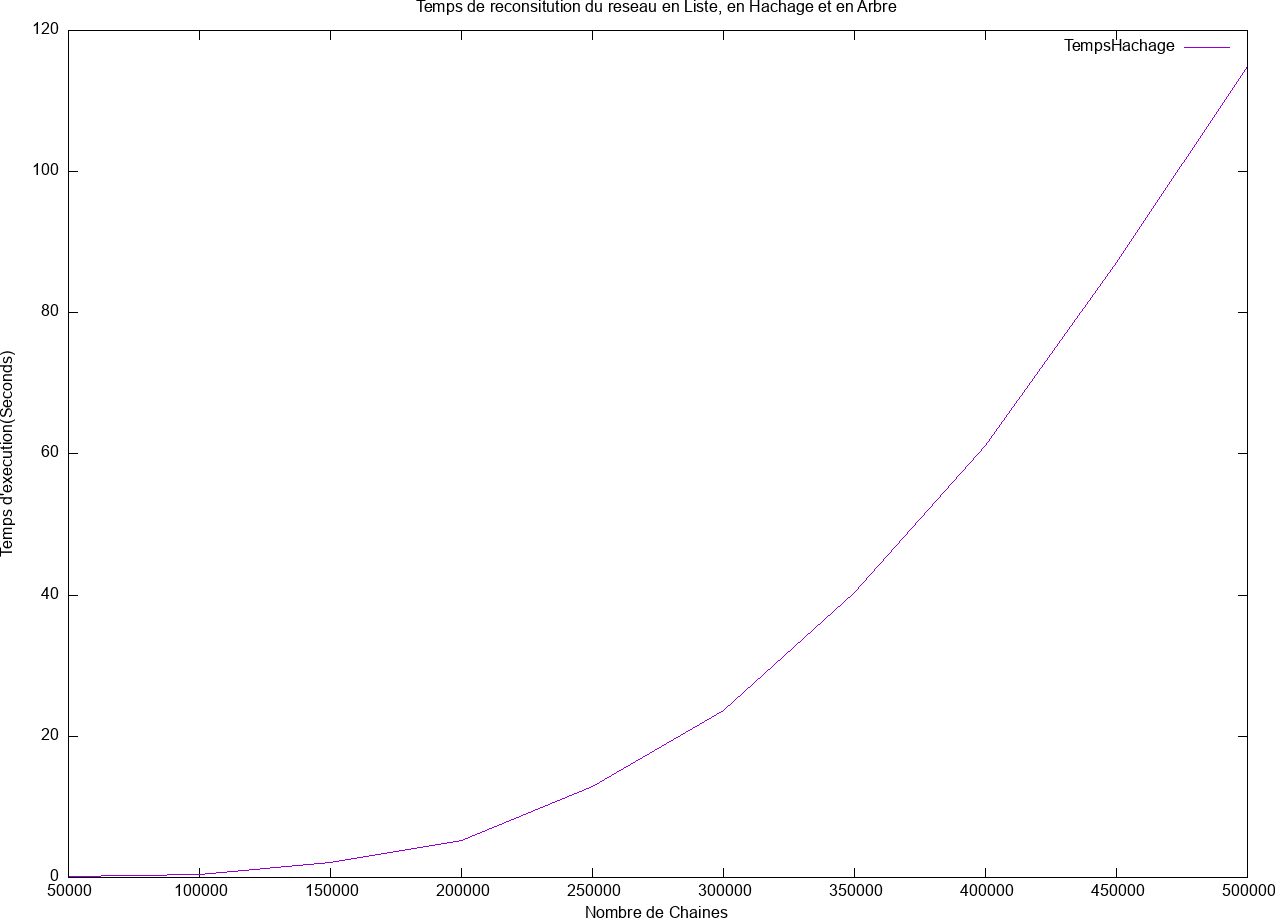 Temps de reconsitution du reseau en Liste, en Hachage et en Arbre
TempsHachage
120
100
80
60
40
20
0
Temps d'execution(Seconds)
50000 100000 150000 200000 250000 300000 350000 400000 450000 500000
Nombre de Chaines